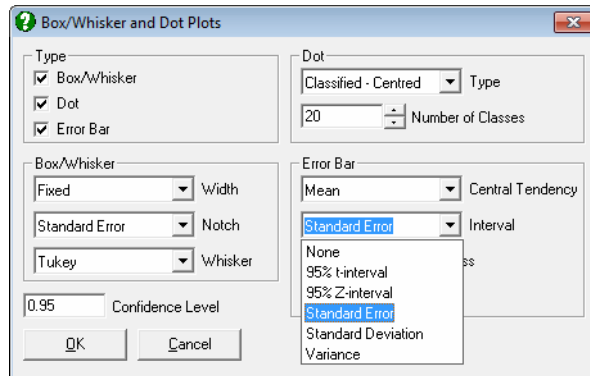 Box/Whisker and Dot Plots
Type
Box/Whisker
Dot
Error Bar
Dot
Classified - Centred Type
20 Number of Classes
Box/Whisker
Fixed Width
Standard Error Notch
Tukey Whisker
0.95 Confidence Level
OK Cancel
Error Bar
Mean Central Tendency
Standard Error Interval
None
95% t-interval
95% Z-interval
Standard Error
Standard Deviation
Variance